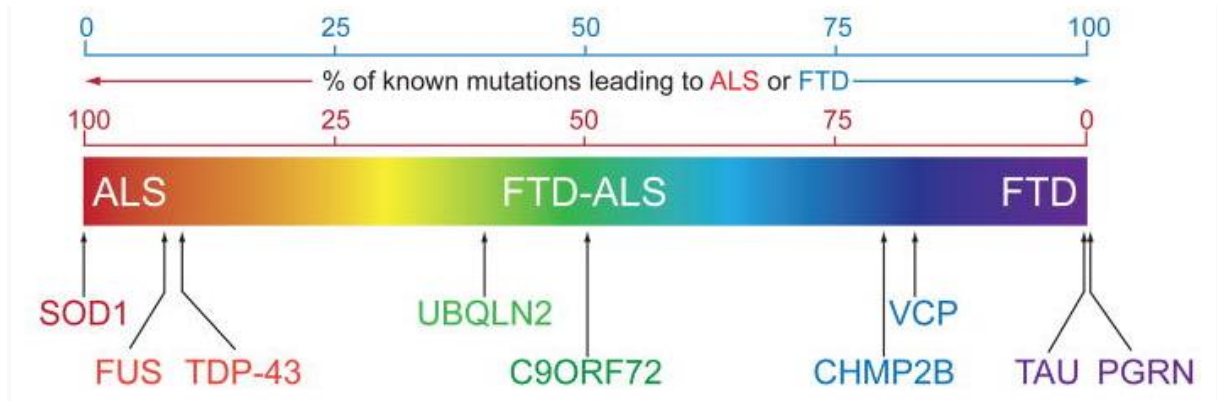 0 25 50 75 100
% of known mutations leading to ALS or FTD
100 25 50 75 0
ALS FTD-ALS FTD
SOD1 UBQLN2 VCP
FUS TDP-43 C9ORF72 CHMP2B TAU PGRN